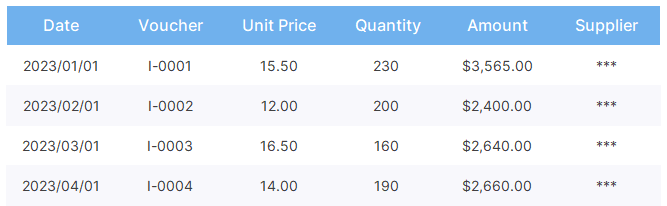 Date Voucher Unit Price Quantity Amount Supplier
2023/01/01 I-0001 15.50 230 $3,565.00 ***
2023/02/01 I-0002 12.00 200 $2,400.00 ***
2023/03/01 I-0003 16.50 160 $2,640.00 ***
2023/04/01 I-0004 14.00 190 $2,660.00 ***